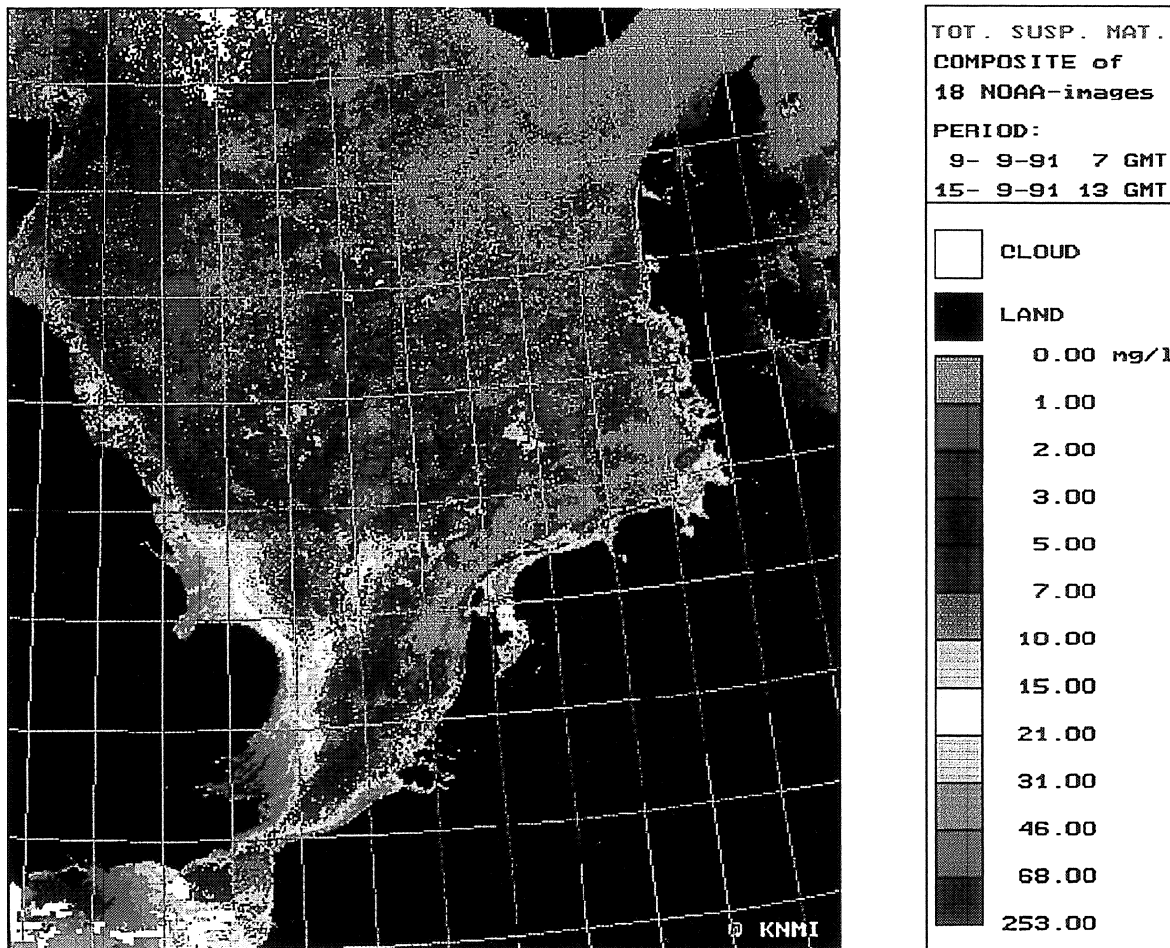 TOT. SUSP. MAT.
COMPOSITE of
18 NOAA-images
PERIOD:
9- 9-91 7 GMT
15- 9-91 13 GMT
CLOUD
LAND
0.00 mg/l
1.00
2.00
3.00
5.00
7.00
10.00
15.00
21.00
31.00
46.00
68.00
253.00
@ KNMI